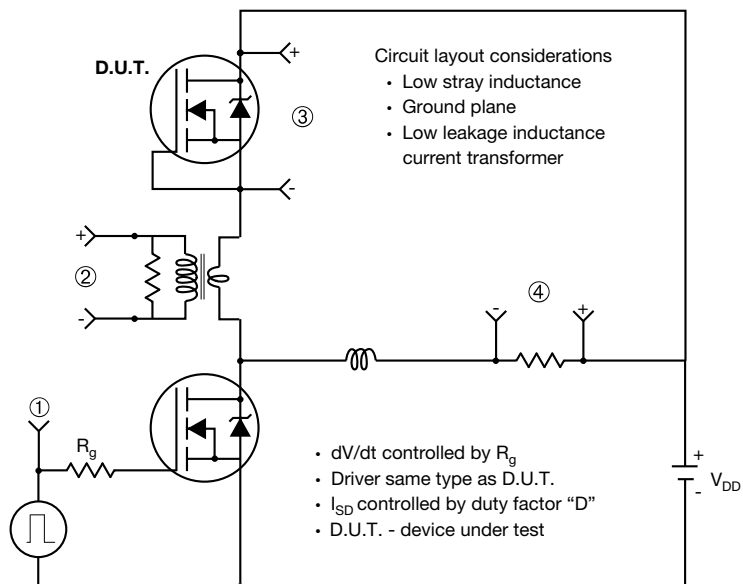 D.U.T.
+
-
③
Circuit layout considerations
• Low stray inductance
• Ground plane
• Low leakage inductance
current transformer
+
②
-
④
-
+
①
Rg
• dV/dt controlled by Rg
• Driver same type as D.U.T.
• ISD controlled by duty factor “D”
• D.U.T. - device under test
+
-
VDD